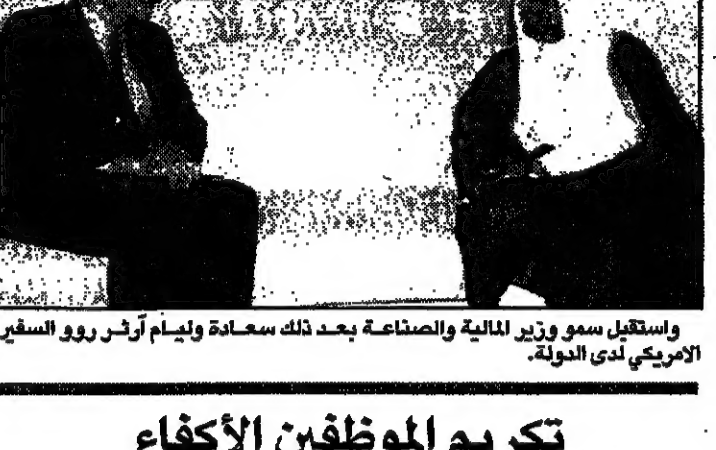 واستقبل سمو وزير المالية والصناعة بعد ذلك سعادة وليام آرثر روو السفير
الامريكي لدى الدولة.
تكريم الموظفين الأكفاء